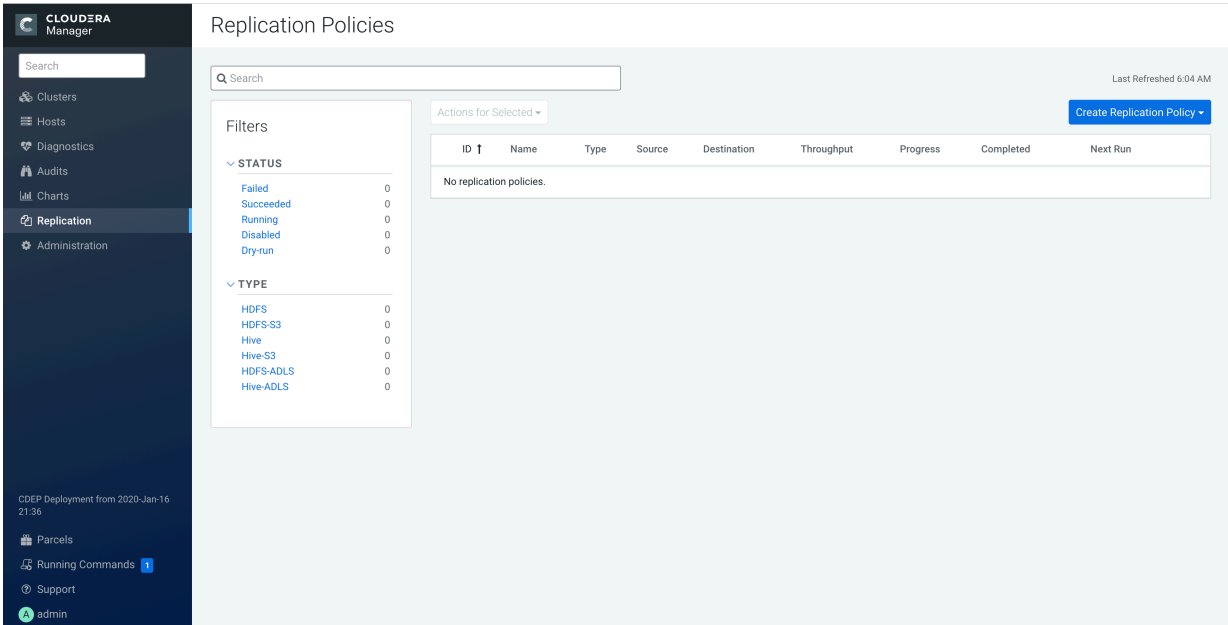 CLOUDERA
Manager
Search
Clusters
Hosts
Diagnostics
Audits
Charts
Replication
Administration
CDEP Deployment from 2020-Jan-16
21:36
Parcels
Running Commands 1
Support
A admin
Replication Policies
Search
Last Refreshed 6:04 AM
Filters
STATUS
Failed 0
Succeeded 0
Running 0
Disabled 0
Dry-run 0
TYPE
HDFS 0
HDFS-S3 0
Hive 0
Hive-S3 0
HDFS-ADLS 0
Hive-ADLS 0
Actions for Selected
Create Replication Policy
ID Name Type Source Destination Throughput Progress Completed Next Run
No replication policies.